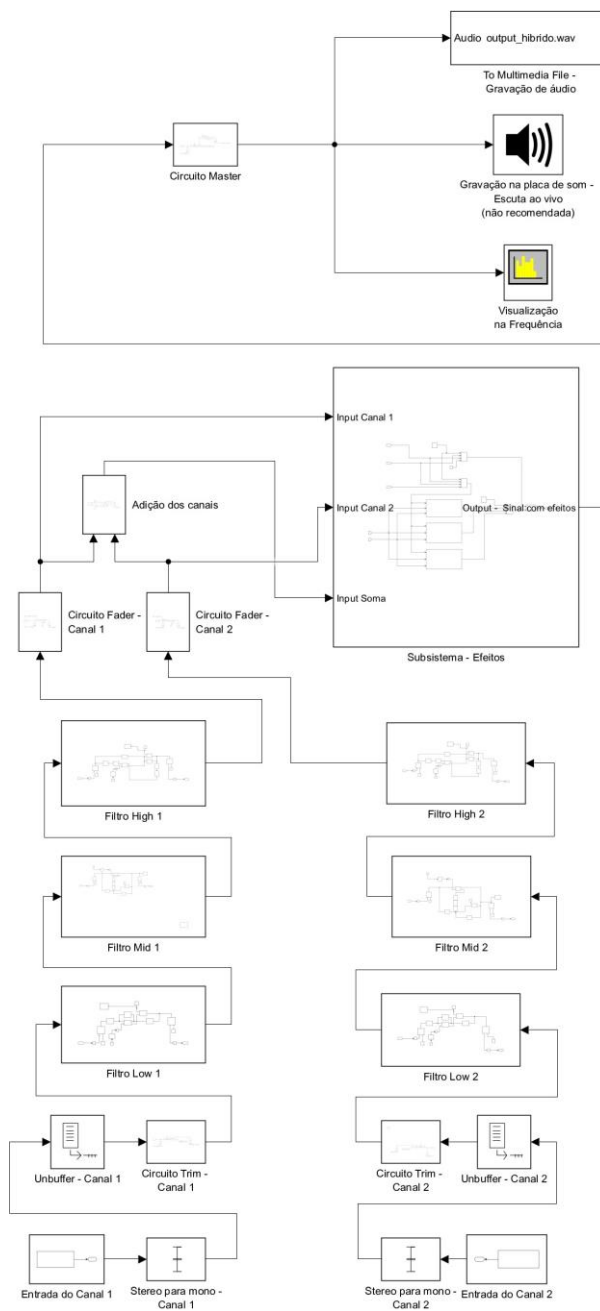 Audio output_hibrido.wav
To Multimedia File -
Gravação de áudio
Circuito Master
Gravação na placa de som -
Escuta ao vivo
(não recomendada)
Visualização
na Frequência
Input Canal 1
Adição dos canais
Input Canal 2
Output - Sinal com efeitos
Input Soma
Circuito Fader -
Canal 1
Circuito Fader -
Canal 2
Subsistema - Efeitos
Filtro High 1
Filtro High 2
Filtro Mid 1
Filtro Mid 2
Filtro Low 1
Filtro Low 2
Unbuffer - Canal 1
Circuito Trim -
Canal 1
Circuito Trim -
Canal 2
Unbuffer - Canal 2
Entrada do Canal 1
Stereo para mono -
Canal 1
Stereo para mono -
Canal 2
Entrada do Canal 2